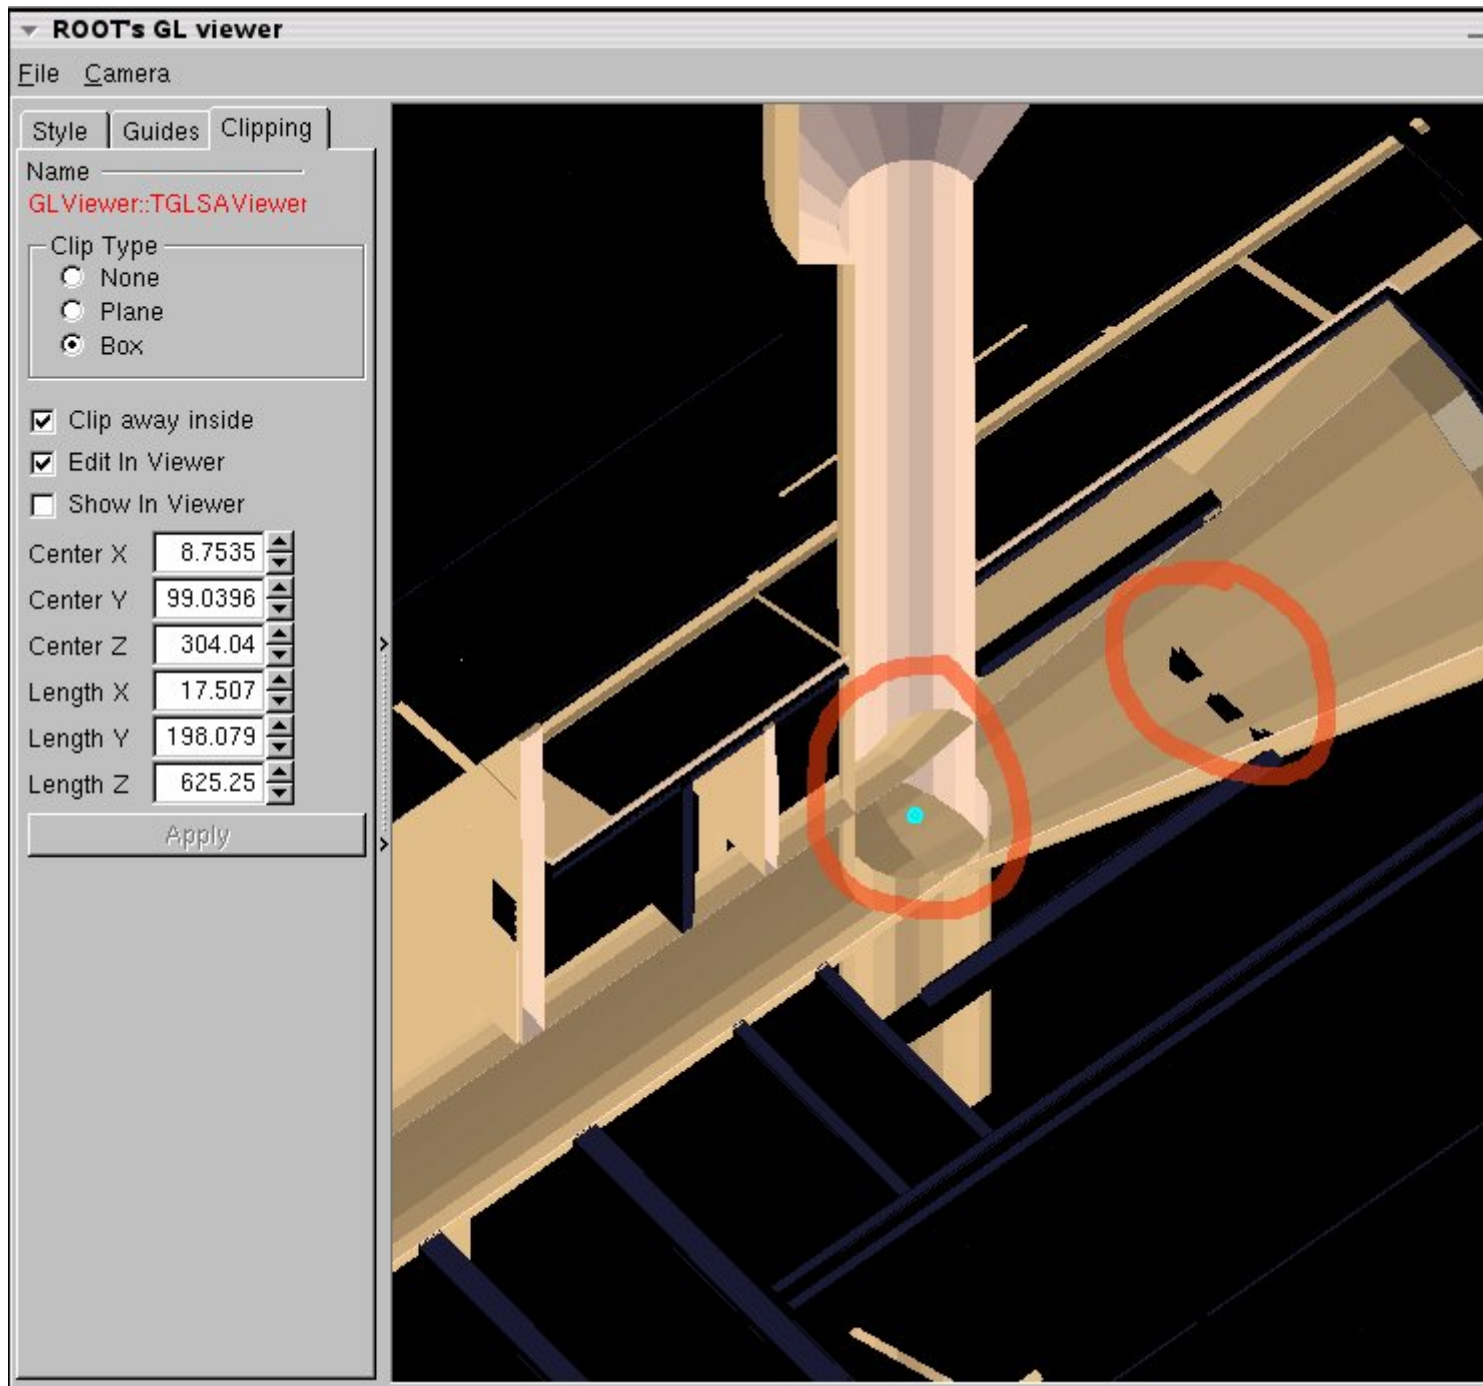 ROOT's GL viewer
File Camera
Style Guides Clipping
Name
GLViewer::TGLSAViewer
Clip Type
None
Plane
Box
Clip away inside
Edit In Viewer
Show In Viewer
Center X 8.7535
Center Y 99.0396
Center Z 304.04
Length X 17.507
Length Y 198.079
Length Z 625.25
Apply